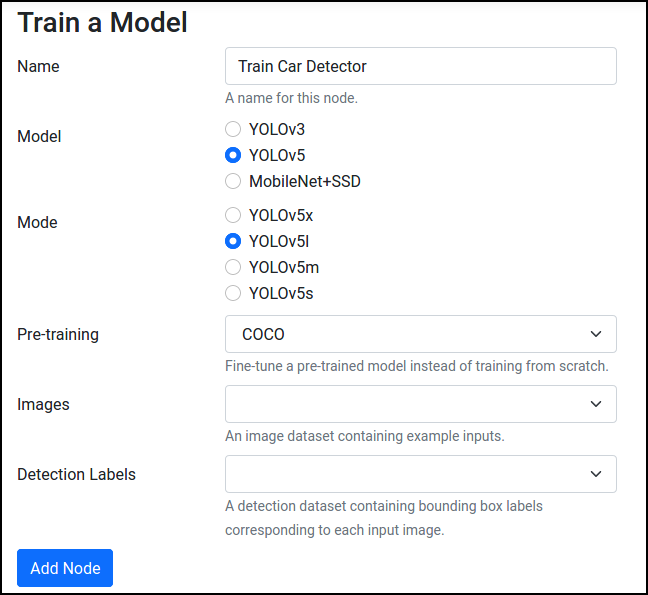 Train a Model
Name
Train Car Detector
A name for this node.
Model
YOLOv3
YOLOv5
MobileNet+SSD
Mode
YOLOv5x
YOLOv5l
YOLOv5m
YOLOv5s
Pre-training
COCO
Fine-tune a pre-trained model instead of training from scratch.
Images
An image dataset containing example inputs.
Detection Labels
A detection dataset containing bounding box labels
corresponding to each input image.
Add Node